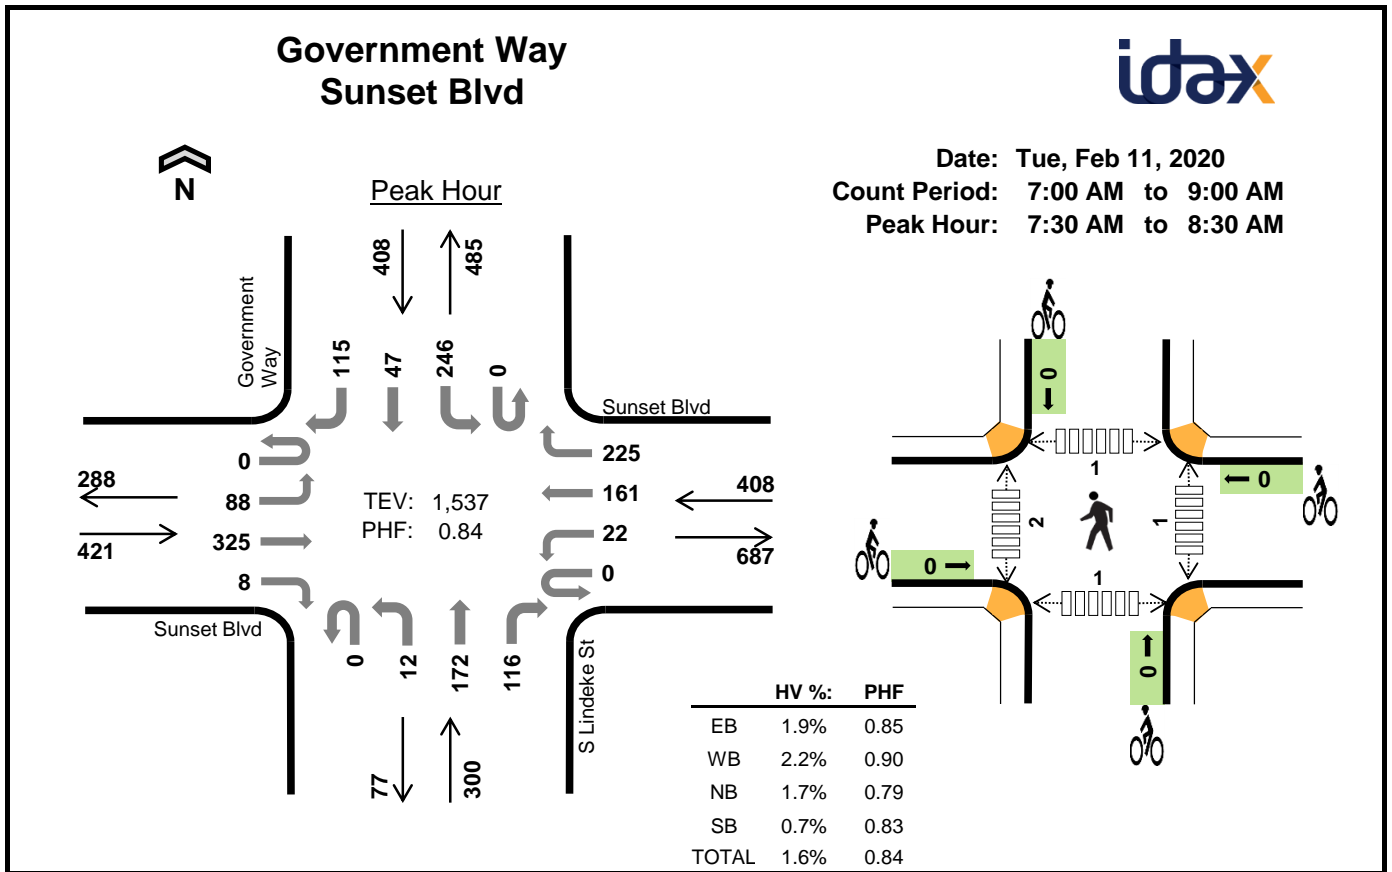 Government Way
Sunset Blvd
idax
N
Peak Hour
Date: Tue, Feb 11, 2020
Count Period: 7:00 AM to 9:00 AM
Peak Hour: 7:30 AM to 8:30 AM
408
485
Government
Way
115
47
246
0
Sunset Blvd
0
88
325
8
288
421
TEV: 1,537
PHF: 0.84
225
161
22
0
408
687
Sunset Blvd
0
12
172
116
S Lindeke St
77
300
0
1
0
2
1
0
1
0
HV %: PHF
EB 1.9% 0.85
WB 2.2% 0.90
NB 1.7% 0.79
SB 0.7% 0.83
TOTAL 1.6% 0.84